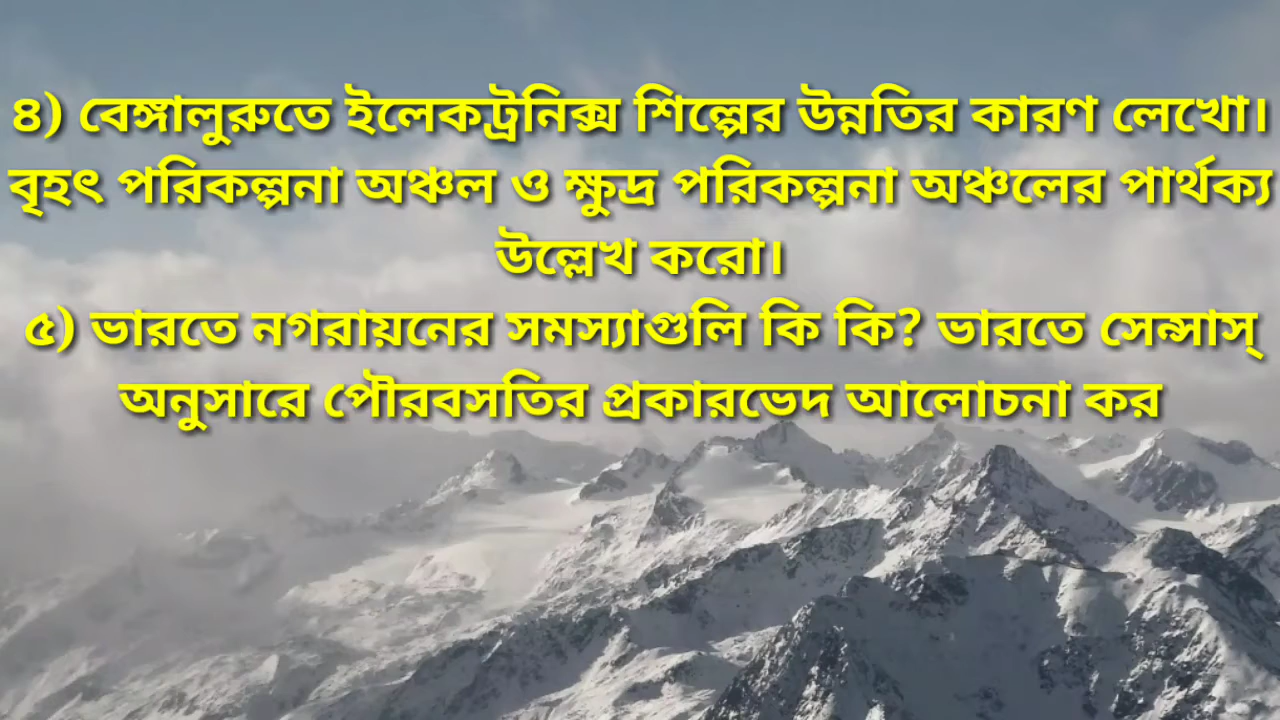 ৪) বেঙ্গালুরুতে ইলেকট্রনিক্স শিল্পের উন্নতির কারণ লেখো।
বৃহৎ পরিকল্পনা অঞ্চল ও ক্ষুদ্র পরিকল্পনা অঞ্চলের পার্থক্য
উল্লেখ করো।
৫) ভারতে নগরায়নের সমস্যাগুলি কি কি? ভারতে সেন্সাস্
অনুসারে পৌরবসতির প্রকারভেদ আলোচনা কর